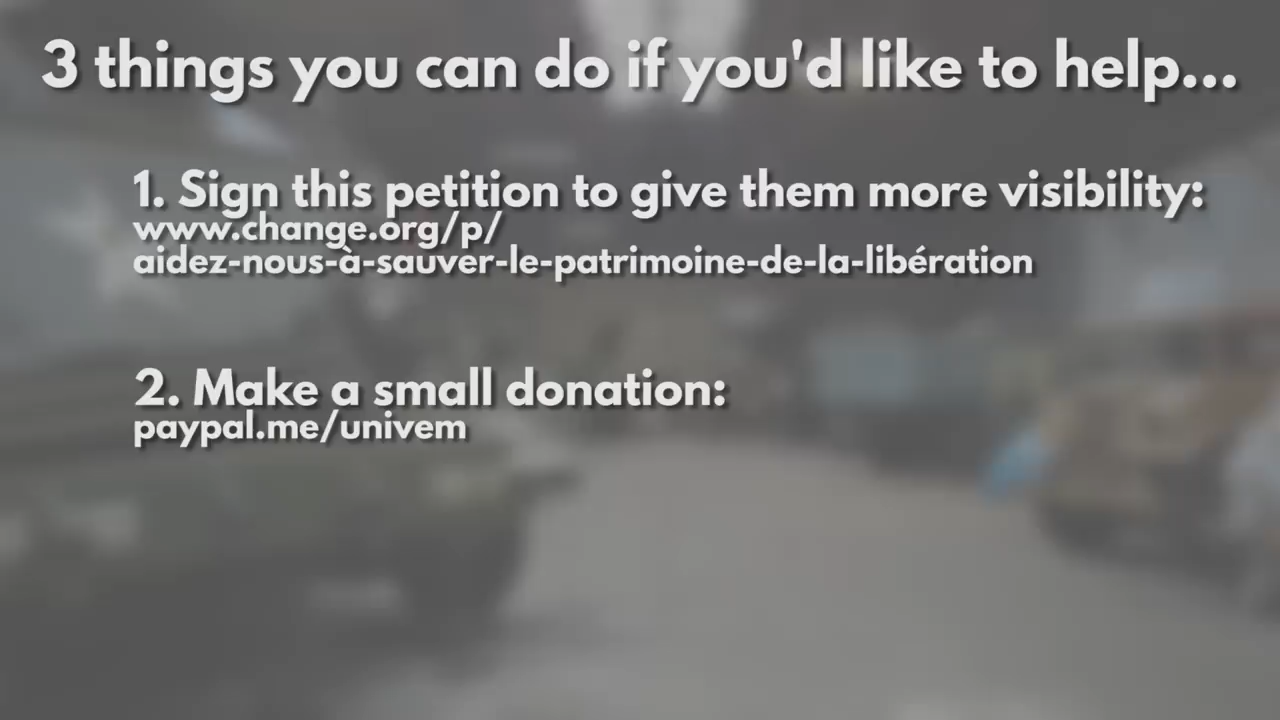 3 things you can do if you'd like to help...
1. Sign this petition to give them more visibility:
www.change.org/p/
aidez-nous-à-sauver-le-patrimoine-de-la-libération
2. Make a small donation:
paypal.me/univem